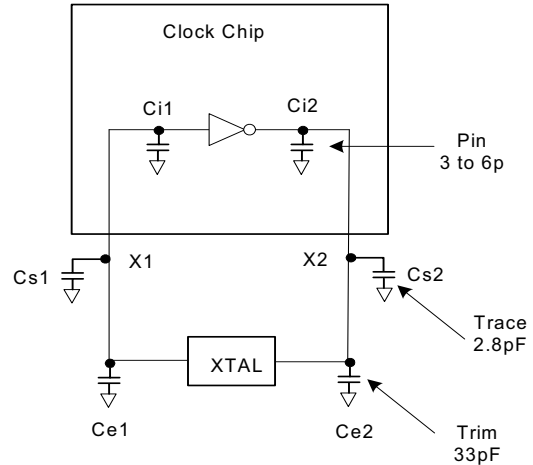 Clock Chip
Ci1
Ci2
Pin
3 to 6p
X1
X2
Cs1
Cs2
Trace
2.8pF
XTAL
Ce1
Ce2
Trim
33pF